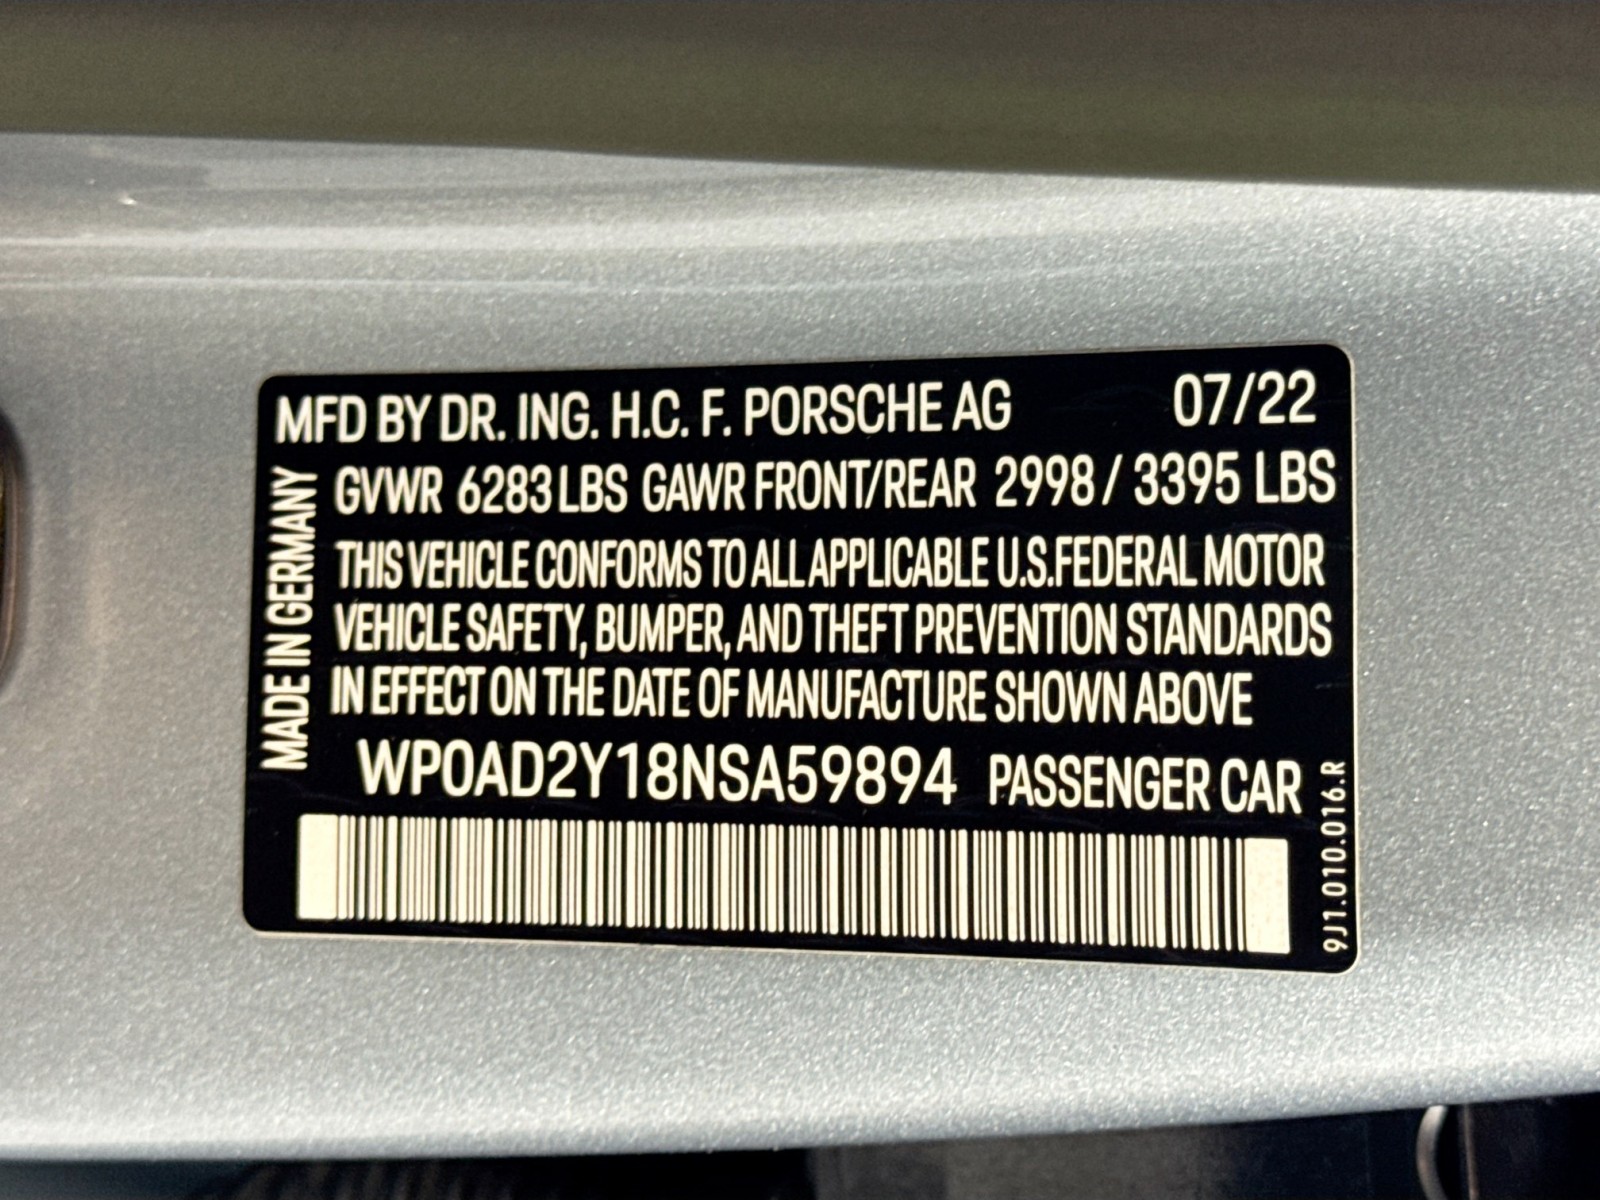 MFD BY DR. ING. H.C. F. PORSCHE AG 07/22
GVWR 6283 LBS GAWR FRONT/REAR 2998 / 3395 LBS
THIS VEHICLE CONFORMS TO ALL APPLICABLE U.S.FEDERAL MOTOR
VEHICLE SAFETY, BUMPER, AND THEFT PREVENTION STANDARDS
IN EFFECT ON THE DATE OF MANUFACTURE SHOWN ABOVE
WP0AD2Y18NSA59894 PASSENGER CAR
MADE IN GERMANY
9J1.010.016.R